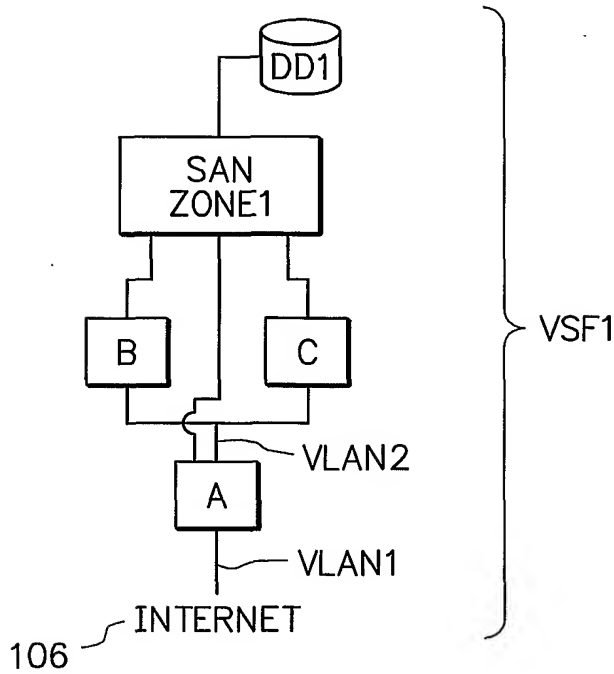 DD1
SAN
ZONE1
B
C
VSF1
VLAN2
A
VLAN1
INTERNET
106